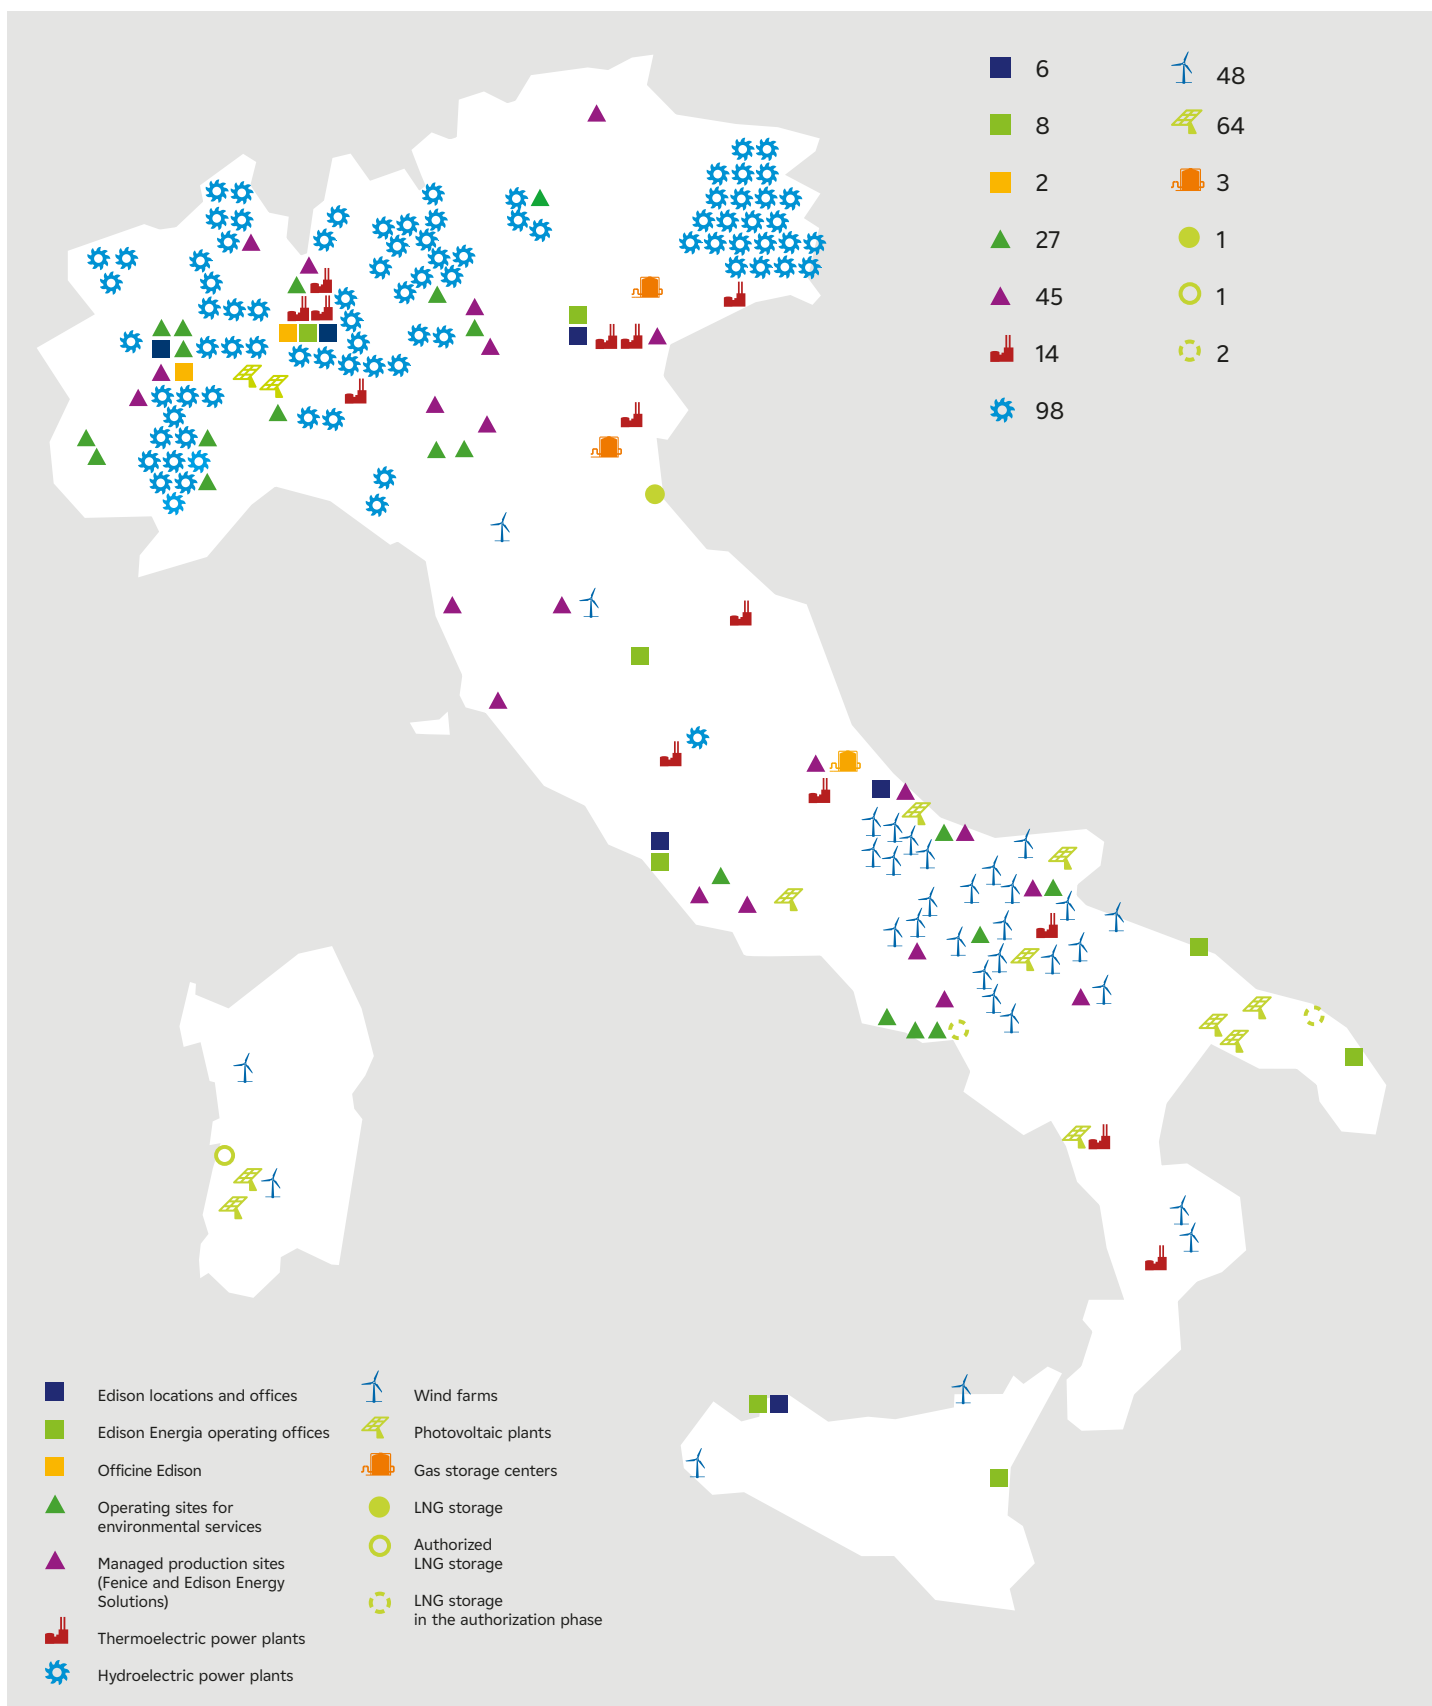 6
48
8
64
2
3
27
1
45
1
14
2
98
Edison locations and offices
Edison Energia operating offices
Officine Edison
Operating sites for
environmental services
Managed production sites
(Fenice and Edison Energy
Solutions)
Thermoelectric power plants
Hydroelectric power plants
Wind farms
Photovoltaic plants
Gas storage centers
LNG storage
Authorized
LNG storage
LNG storage
in the authorization phase